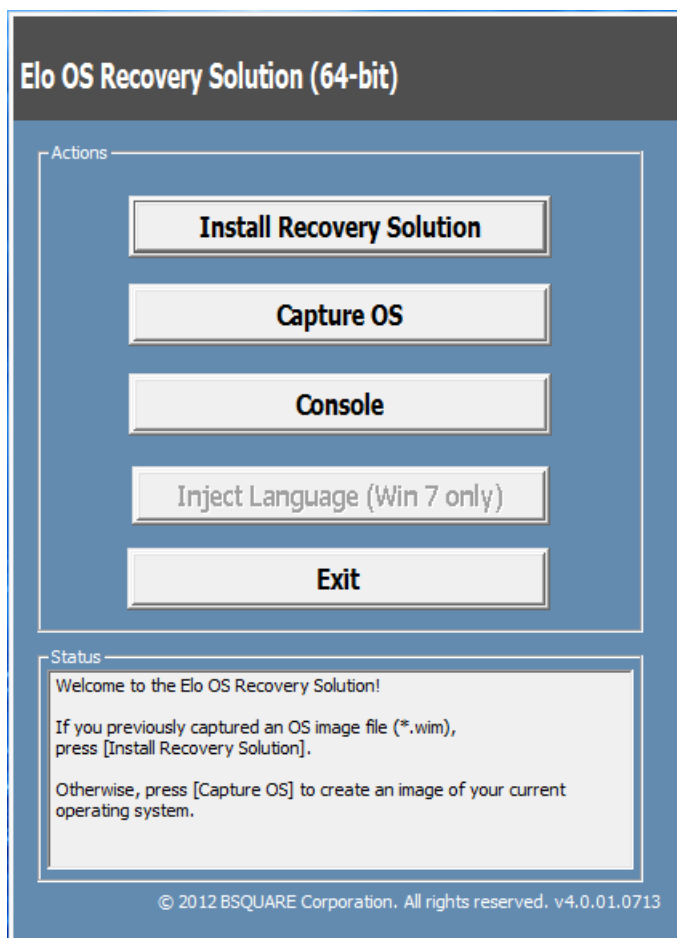 Elo OS Recovery Solution (64-bit)
Actions
Install Recovery Solution
Capture OS
Console
Inject Language (Win 7 only)
Exit
Status
Welcome to the Elo OS Recovery Solution!
If you previously captured an OS image file (*.wim),
press [Install Recovery Solution].
Otherwise, press [Capture OS] to create an image of your current
operating system.
© 2012 BSQUARE Corporation. All rights reserved. v4.0.01.0713